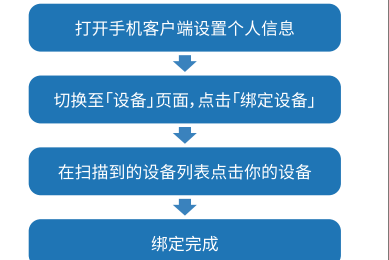 打开手机客户端设置个人信息
切换至「设备」页面，点击「绑定设备」
在扫描到的设备列表点击你的设备
绑定完成